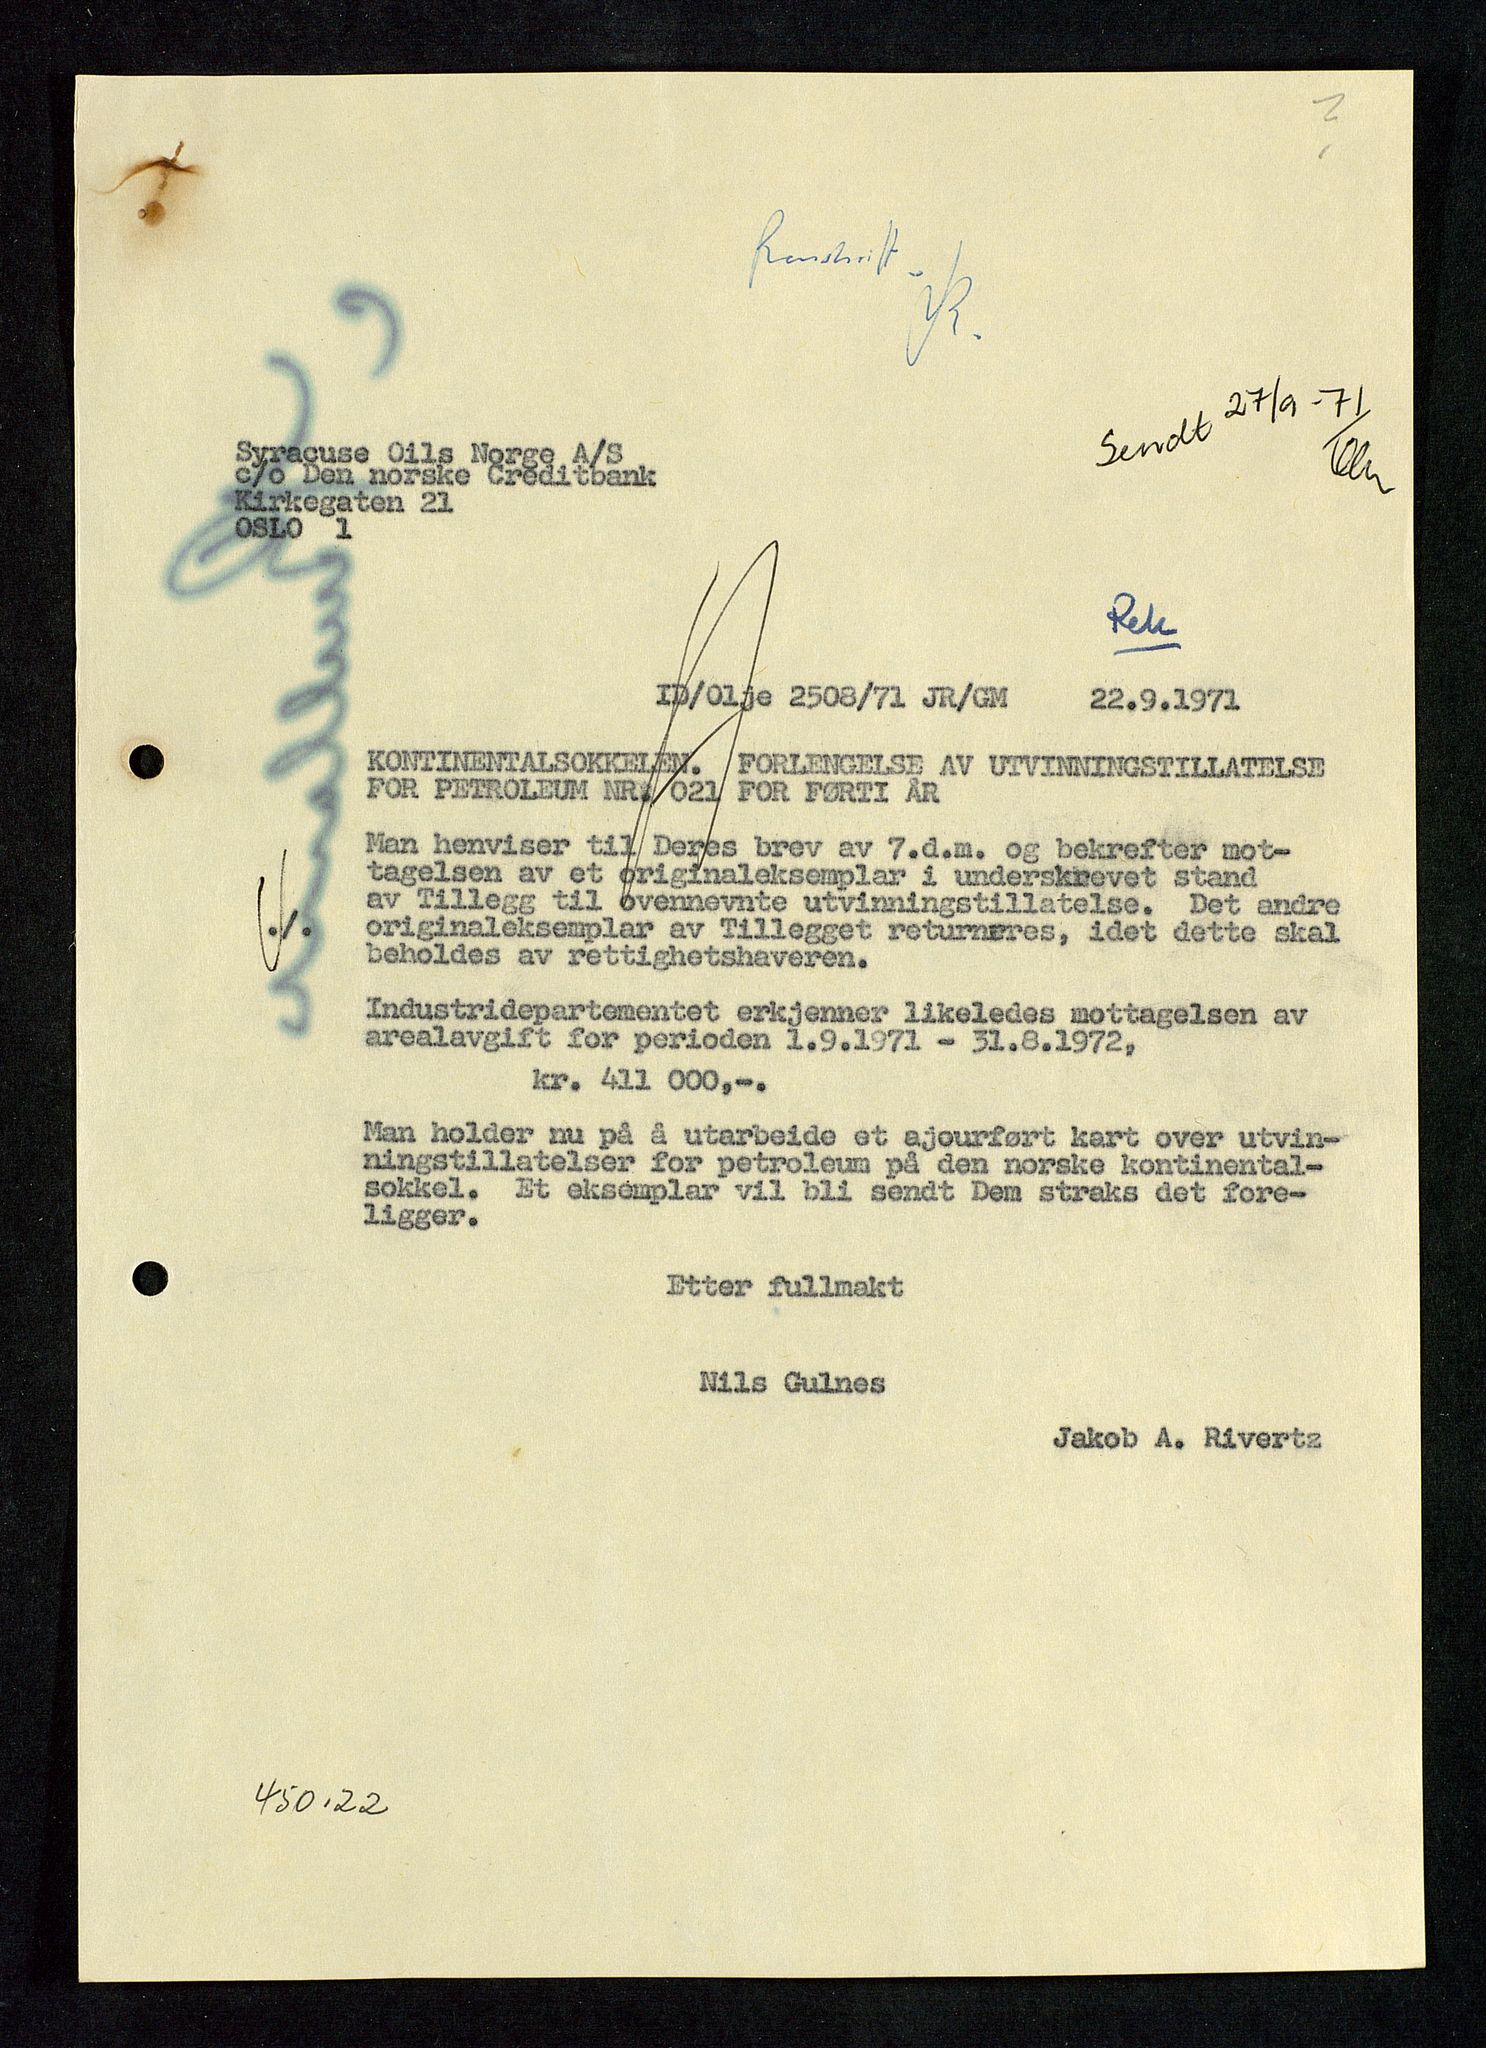 Renskrift.
JR.
Sendt 27/9-71
Syracuse Oils Norge A/S
c/o Den norske Creditbank
Kirkegaten 21
OSLO 1
Rek
ID/Olje 2508/71 JR/GM 22.9.1971
KONTINENTALSOKKELEN. FORLENGELSE AV UTVINNINGSTILLATELSE
FOR PETROLEUM NR. 021 FOR FØRTI ÅR
Man henviser til Deres brev av 7.d.m. og bekrefter mot-
tagelsen av et originaleksemplar i underskrevet stand
av Tillegg til ovennevnte utvinningstillatelse. Det andre
./. originaleksemplar av Tillegget returneres, idet dette skal
beholdes av rettighetshaveren.
Industridepartementet erkjenner likeledes mottagelsen av
arealavgift for perioden 1.9.1971 - 31.8.1972,
kr. 411 000,-.
Man holder nu på å utarbeide et ajourført kart over utvin-
ningstillatelser for petroleum på den norske kontinental-
sokkel. Et eksemplar vil bli sendt Dem straks det fore-
ligger.
Etter fullmakt
Nils Gulnes
Jakob A. Rivertz
450.22